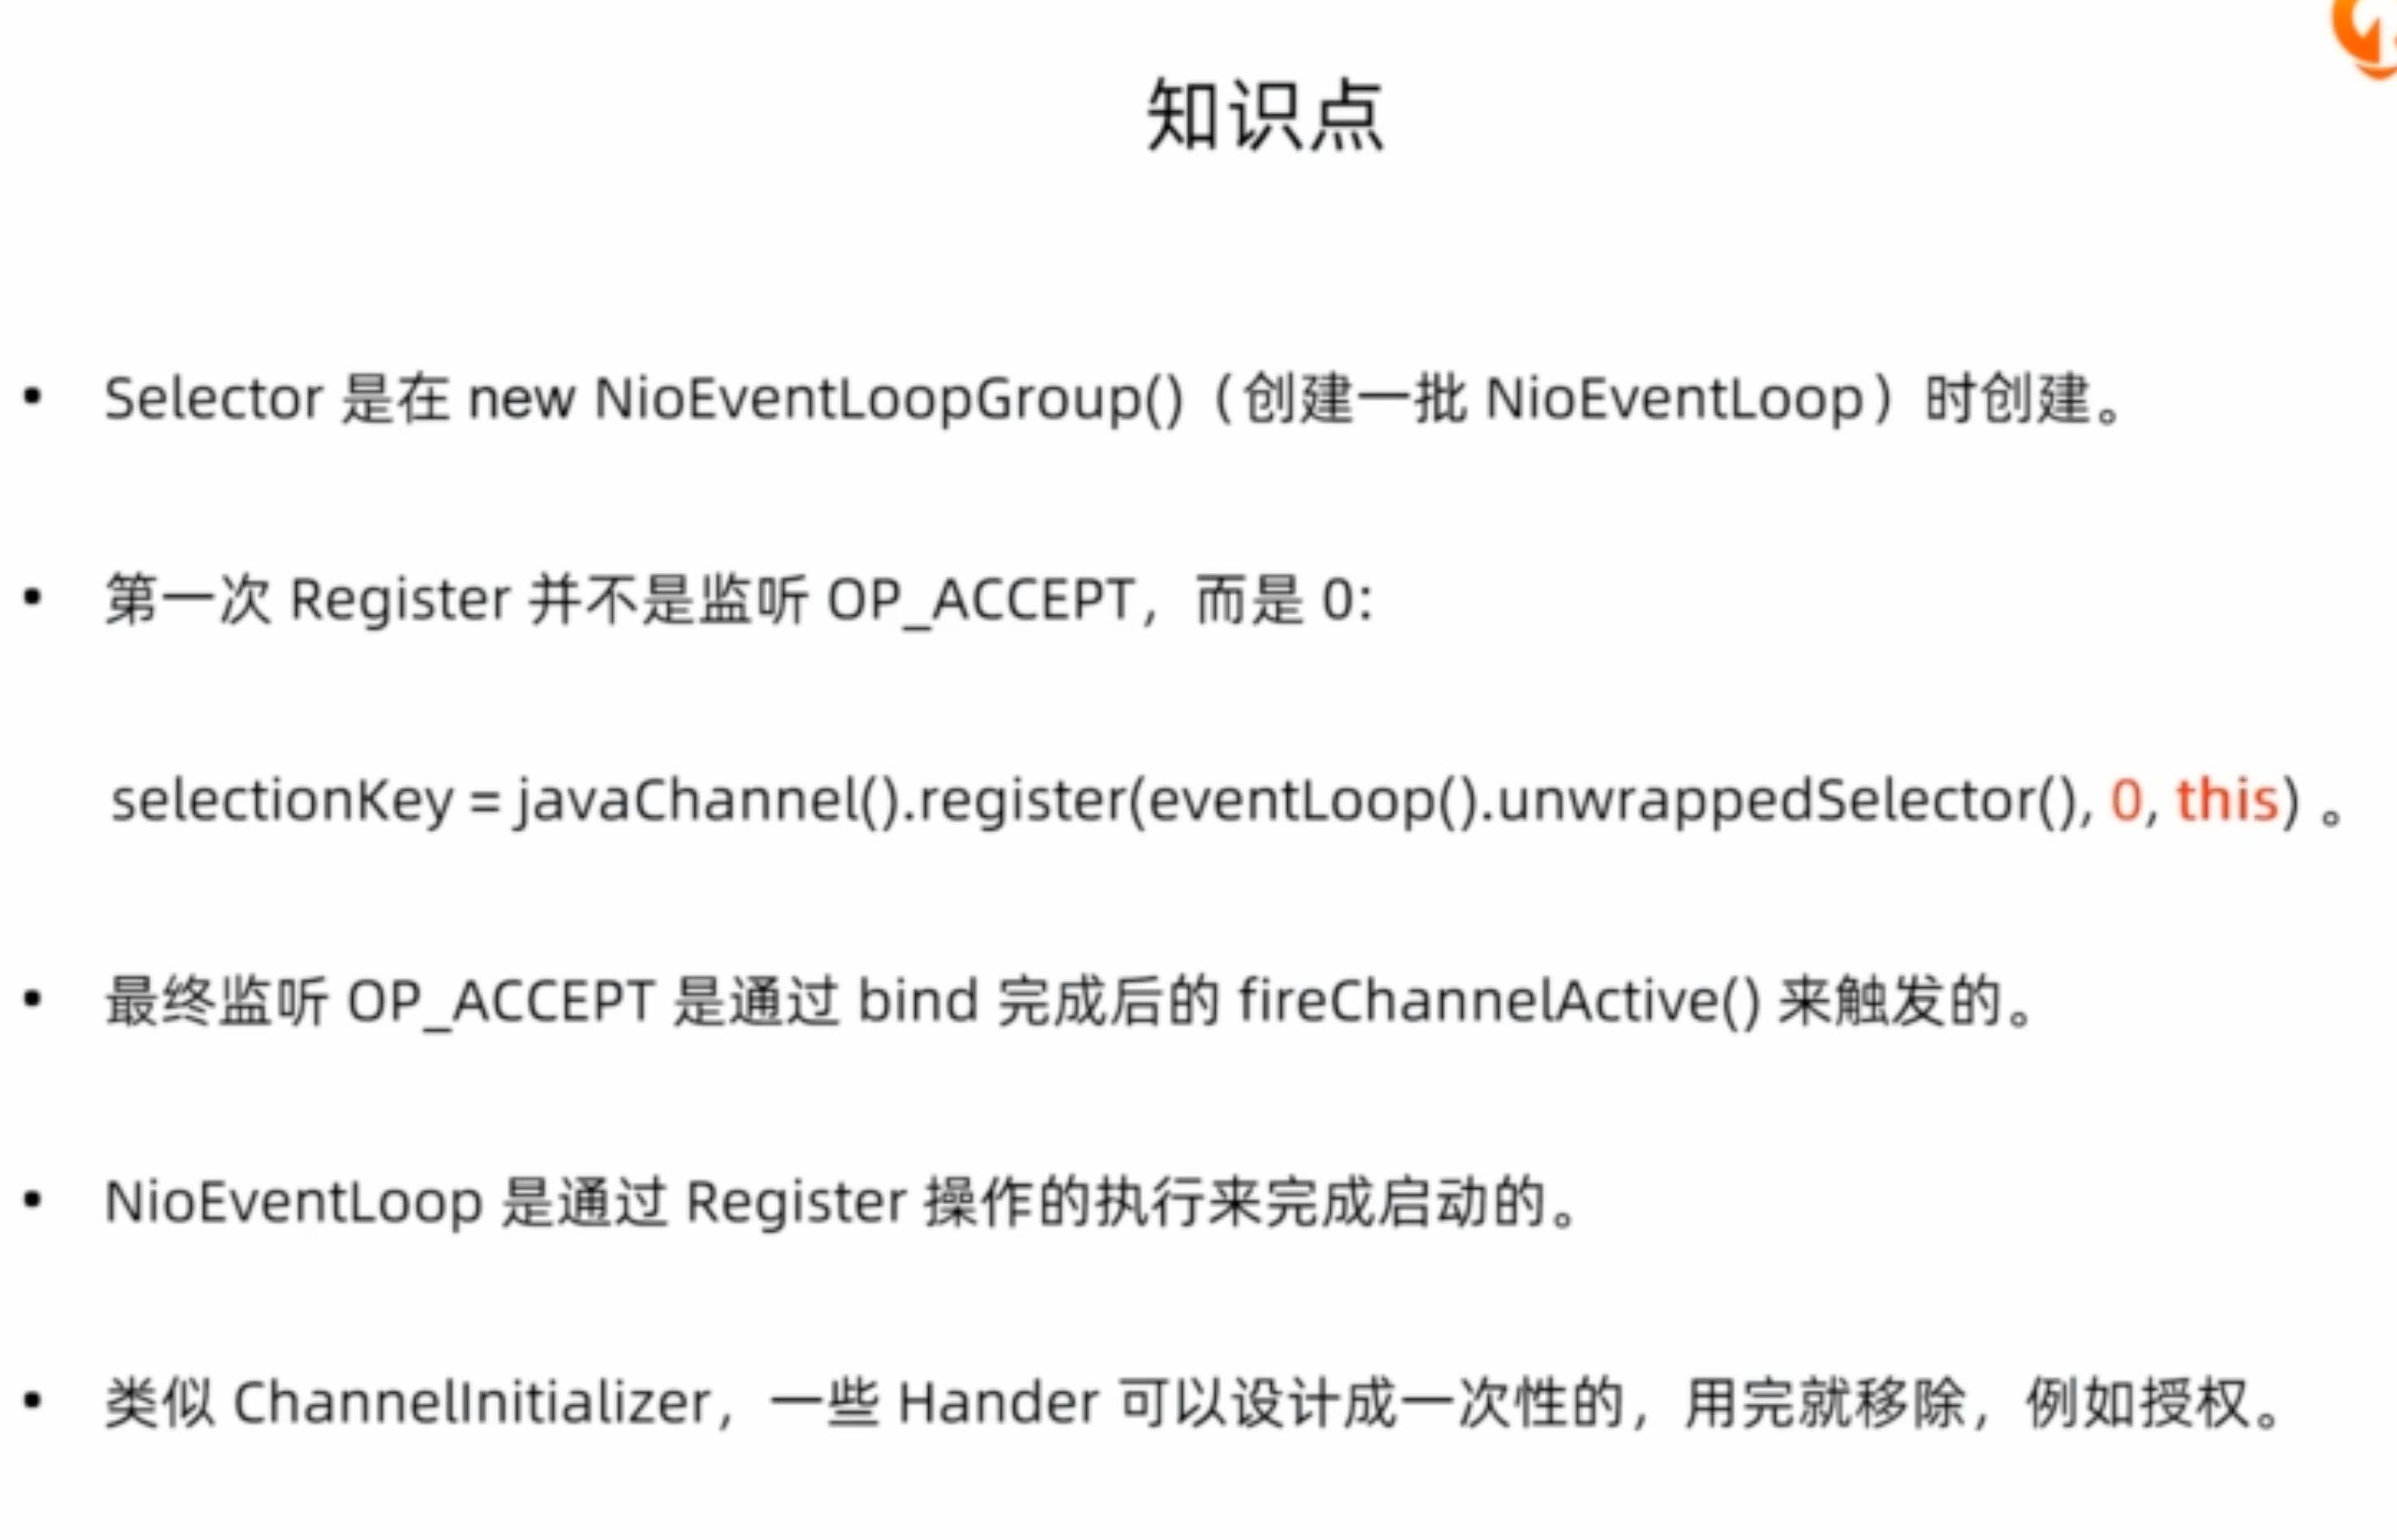 知识点
• Selector 是在 new NioEventLoopGroup()（创建一批 NioEventLoop）时创建。
• 第一次 Register 并不是监听 OP_ACCEPT，而是 0:
selectionKey = javaChannel().register(eventLoop().unwrappedSelector(), 0, this) 。
• 最终监听 OP_ACCEPT 是通过 bind 完成后的 fireChannelActive() 来触发的。
• NioEventLoop 是通过 Register 操作的执行来完成启动的。
• 类似 ChannelInitializer，一些 Hander 可以设计成一次性的，用完就移除，例如授权。